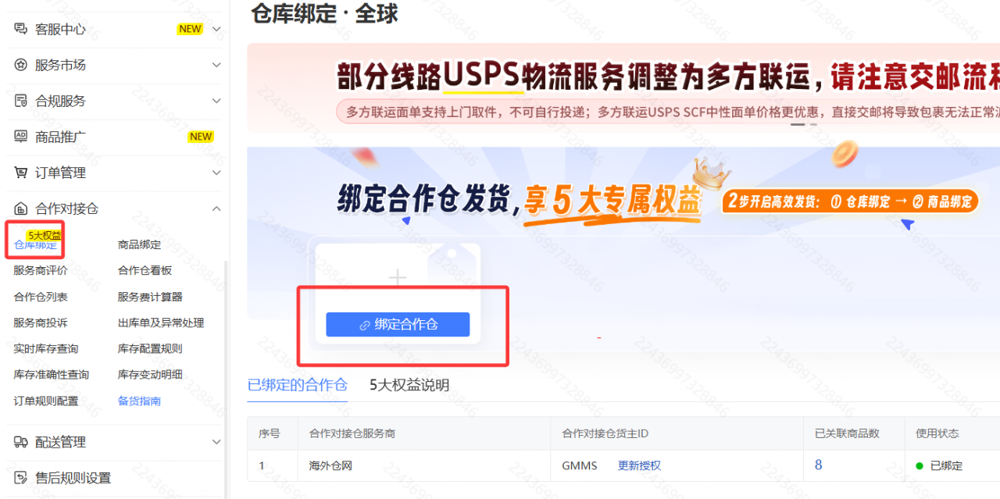 客服中心 NEW
服务市场
合规服务
商品推广 NEW
订单管理
合作对接仓
5大权益
仓库绑定 商品绑定
服务商评价 合作仓看板
合作仓列表 服务费计算器
服务商投诉 出库单及异常处理
实时库存查询 库存配置规则
库存准确性查询 库存变动明细
订单规则配置 备货指南
配送管理
售后规则设置
仓库绑定 · 全球
部分线路USPS物流服务调整为多方联运，请注意交邮流程
多方联运面单支持上门取件，不可自行投递；多方联运USPS SCF中性面单价格更优惠，直接交邮将导致包裹无法正常
绑定合作仓发货，享5大专属权益
2步开启高效发货：① 仓库绑定 → ② 商品绑定
绑定合作仓
已绑定的合作仓 5大权益说明
序号 合作对接仓服务商 合作对接仓货主ID 已关联商品数 使用状态
1 海外仓网 GMMS 更新授权 8 已绑定
2243699732884​6